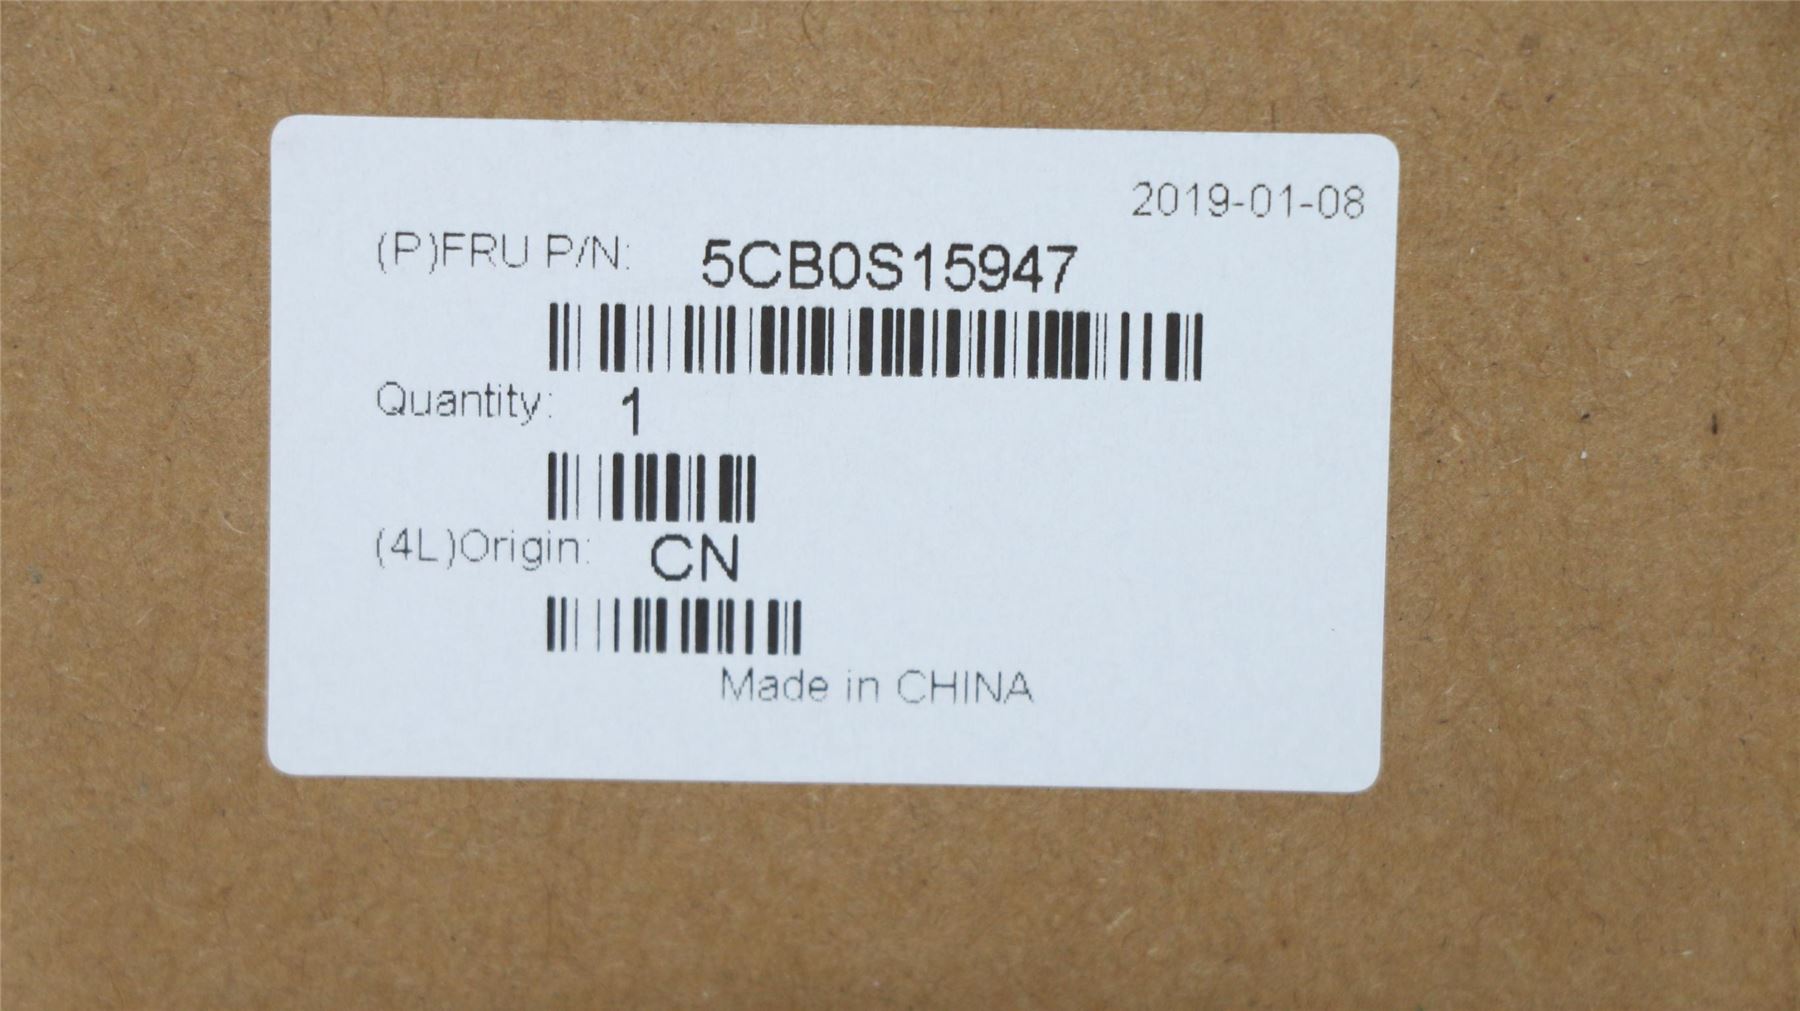 2019-01-08
(P)FRU P/N: 5CB0S15947
Quantity: 1
(4L)Origin: CN
Made in CHINA